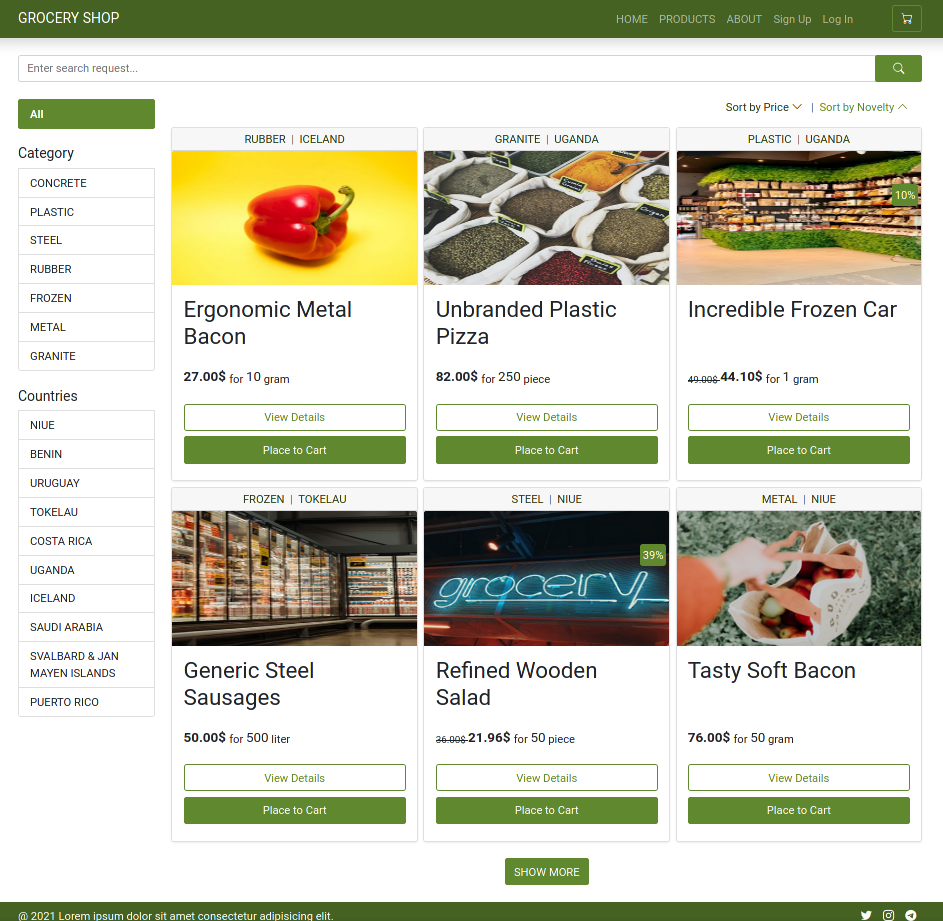 GROCERY SHOP
HOME PRODUCTS ABOUT Sign Up Log In
Enter search request...
All
Sort by Price | Sort by Novelty
Category
CONCRETE
PLASTIC
STEEL
RUBBER
FROZEN
METAL
GRANITE
Countries
NIUE
BENIN
URUGUAY
TOKELAU
COSTA RICA
UGANDA
ICELAND
SAUDI ARABIA
SVALBARD & JAN
MAYEN ISLANDS
PUERTO RICO
RUBBER | ICELAND
Ergonomic Metal
Bacon
27.00$ for 10 gram
View Details
Place to Cart
GRANITE | UGANDA
Unbranded Plastic
Pizza
82.00$ for 250 piece
View Details
Place to Cart
PLASTIC | UGANDA
10%
Incredible Frozen Car
49.00$ 44.10$ for 1 gram
View Details
Place to Cart
FROZEN | TOKELAU
Generic Steel
Sausages
50.00$ for 500 liter
View Details
Place to Cart
STEEL | NIUE
39%
grocery
Refined Wooden
Salad
36.00$ 21.96$ for 50 piece
View Details
Place to Cart
METAL | NIUE
Tasty Soft Bacon
76.00$ for 50 gram
View Details
Place to Cart
SHOW MORE
@ 2021 Lorem ipsum dolor sit amet consectetur adipisicing elit.